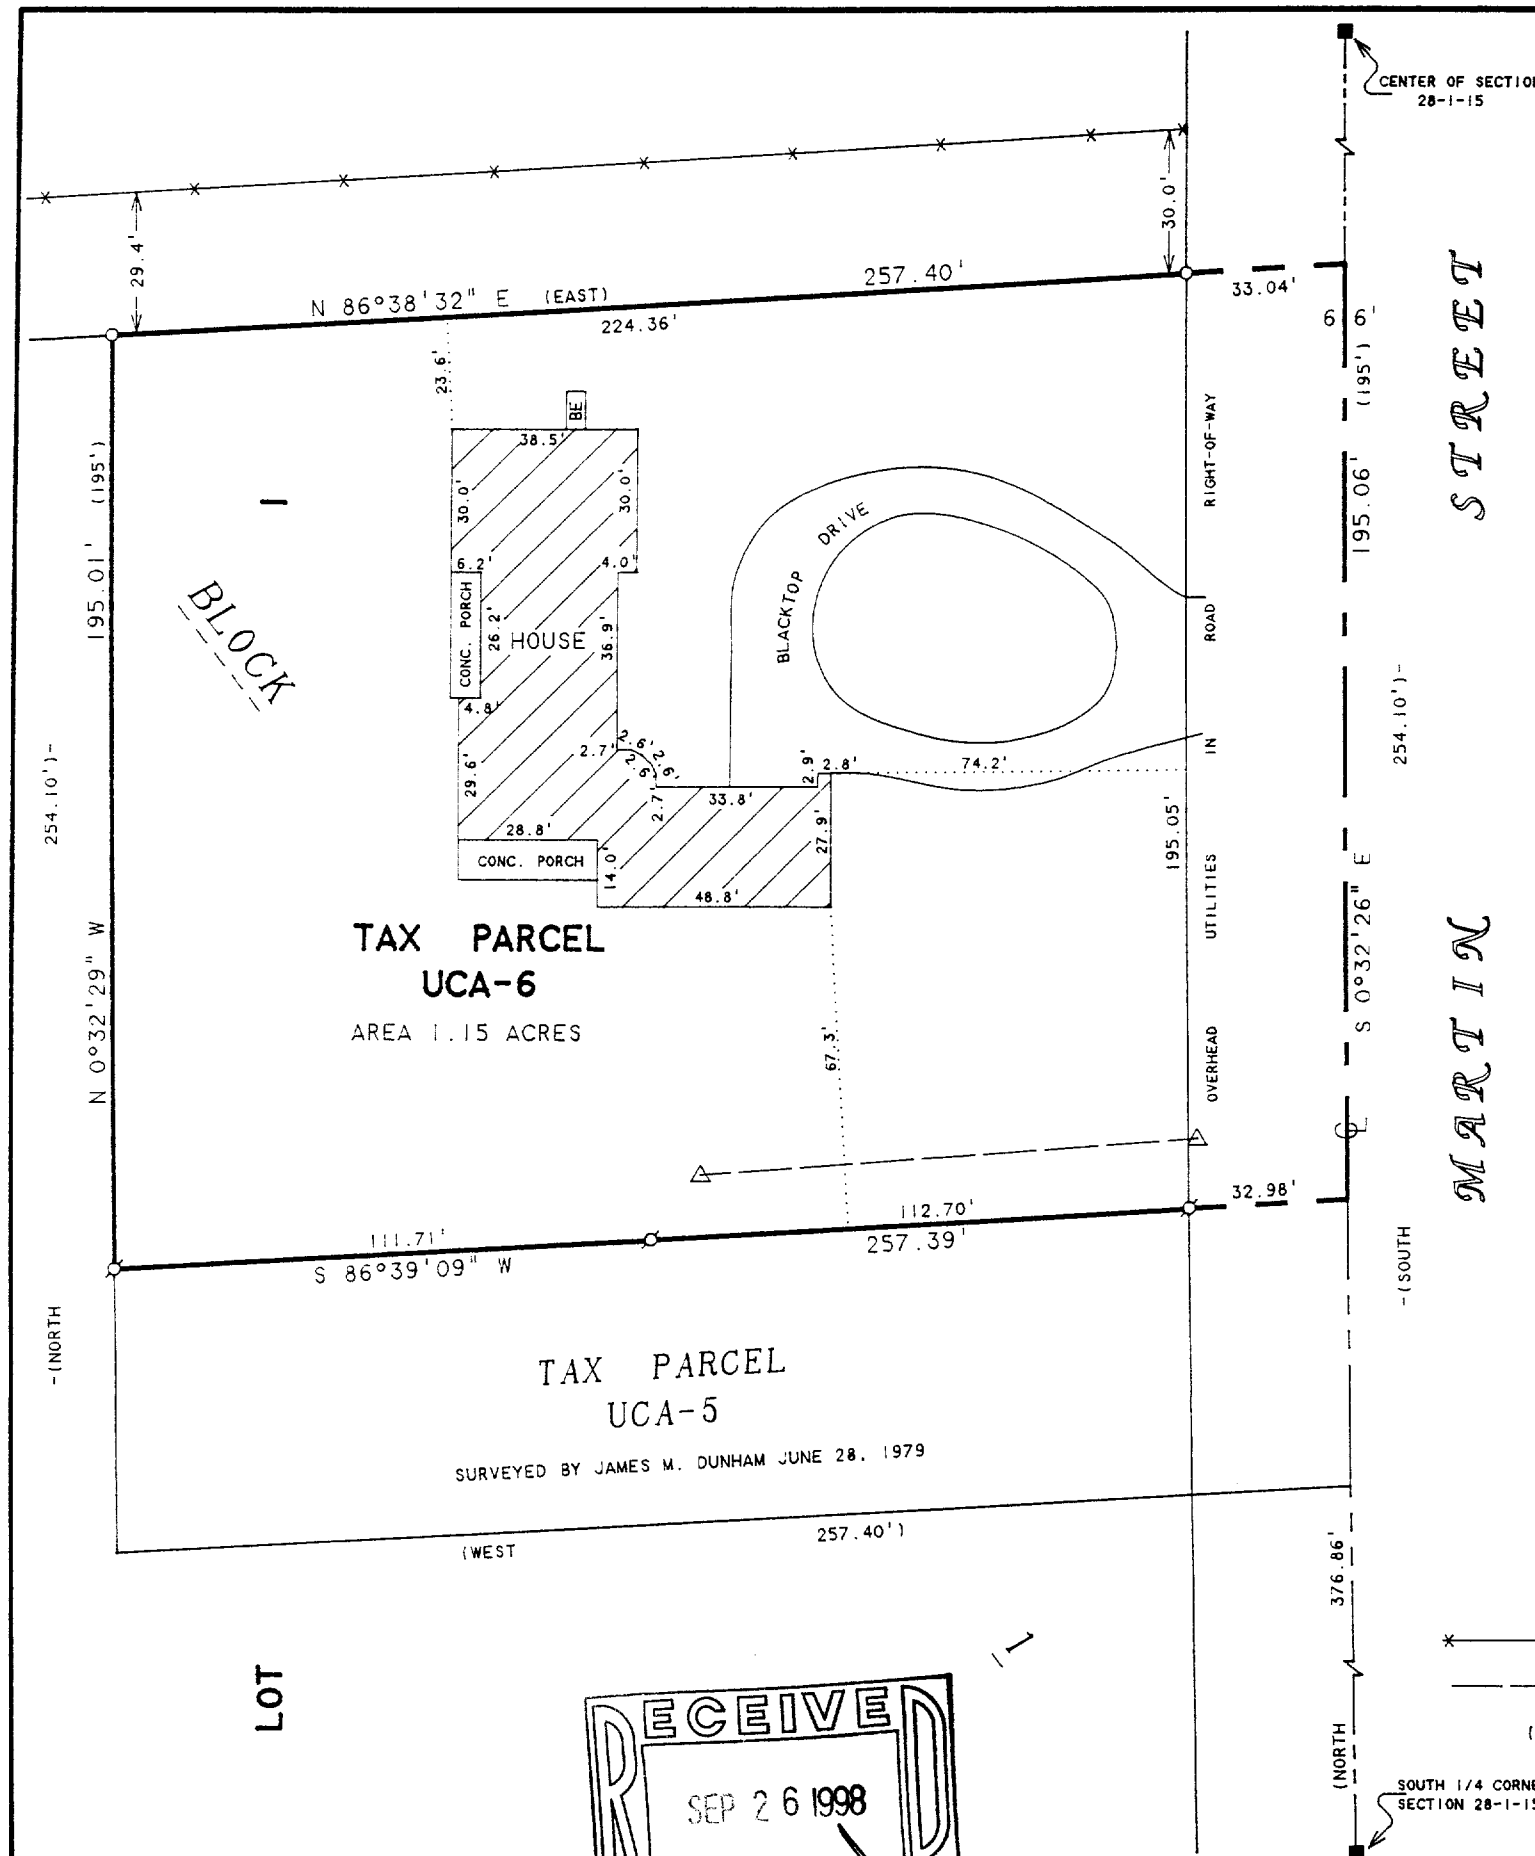 CENTER OF SECTION
28-1-15
29.4'
30.0'
N 86°38'32" E (EAST)
257.40'
224.36'
33.04'
6 6'
(195')
195.06'
S 0°32'26" E
STREET
MARTIN
23.6'
BE
38.5'
30.0'
30.0'
6.2'
4.0'
CONC. PORCH
26.2'
HOUSE
36.9'
4.8'
29.6'
2.7'
2.6'
2.6'
2.6'
2.7'
33.8'
2.9'
2.8'
74.2'
28.8'
CONC. PORCH
14.0'
48.8'
27.9'
BLACKTOP DRIVE
RIGHT-OF-WAY
ROAD
IN
UTILITIES
OVERHEAD
195.05'
(195')
195.01'
N 0°32'29" W
I
BLOCK
254.10')-
-(NORTH
254.10')-
-(SOUTH
TAX PARCEL
UCA-6
AREA 1.15 ACRES
67.3'
111.71'
112.70'
32.98'
S 86°39'09" W
257.39'
TAX PARCEL
UCA-5
SURVEYED BY JAMES M. DUNHAM JUNE 28, 1979
(WEST
257.40')
376.86'
(NORTH
LOT
1
RECEIVED
SEP 26 1998
SOUTH 1/4 CORNE
SECTION 28-1-15
(